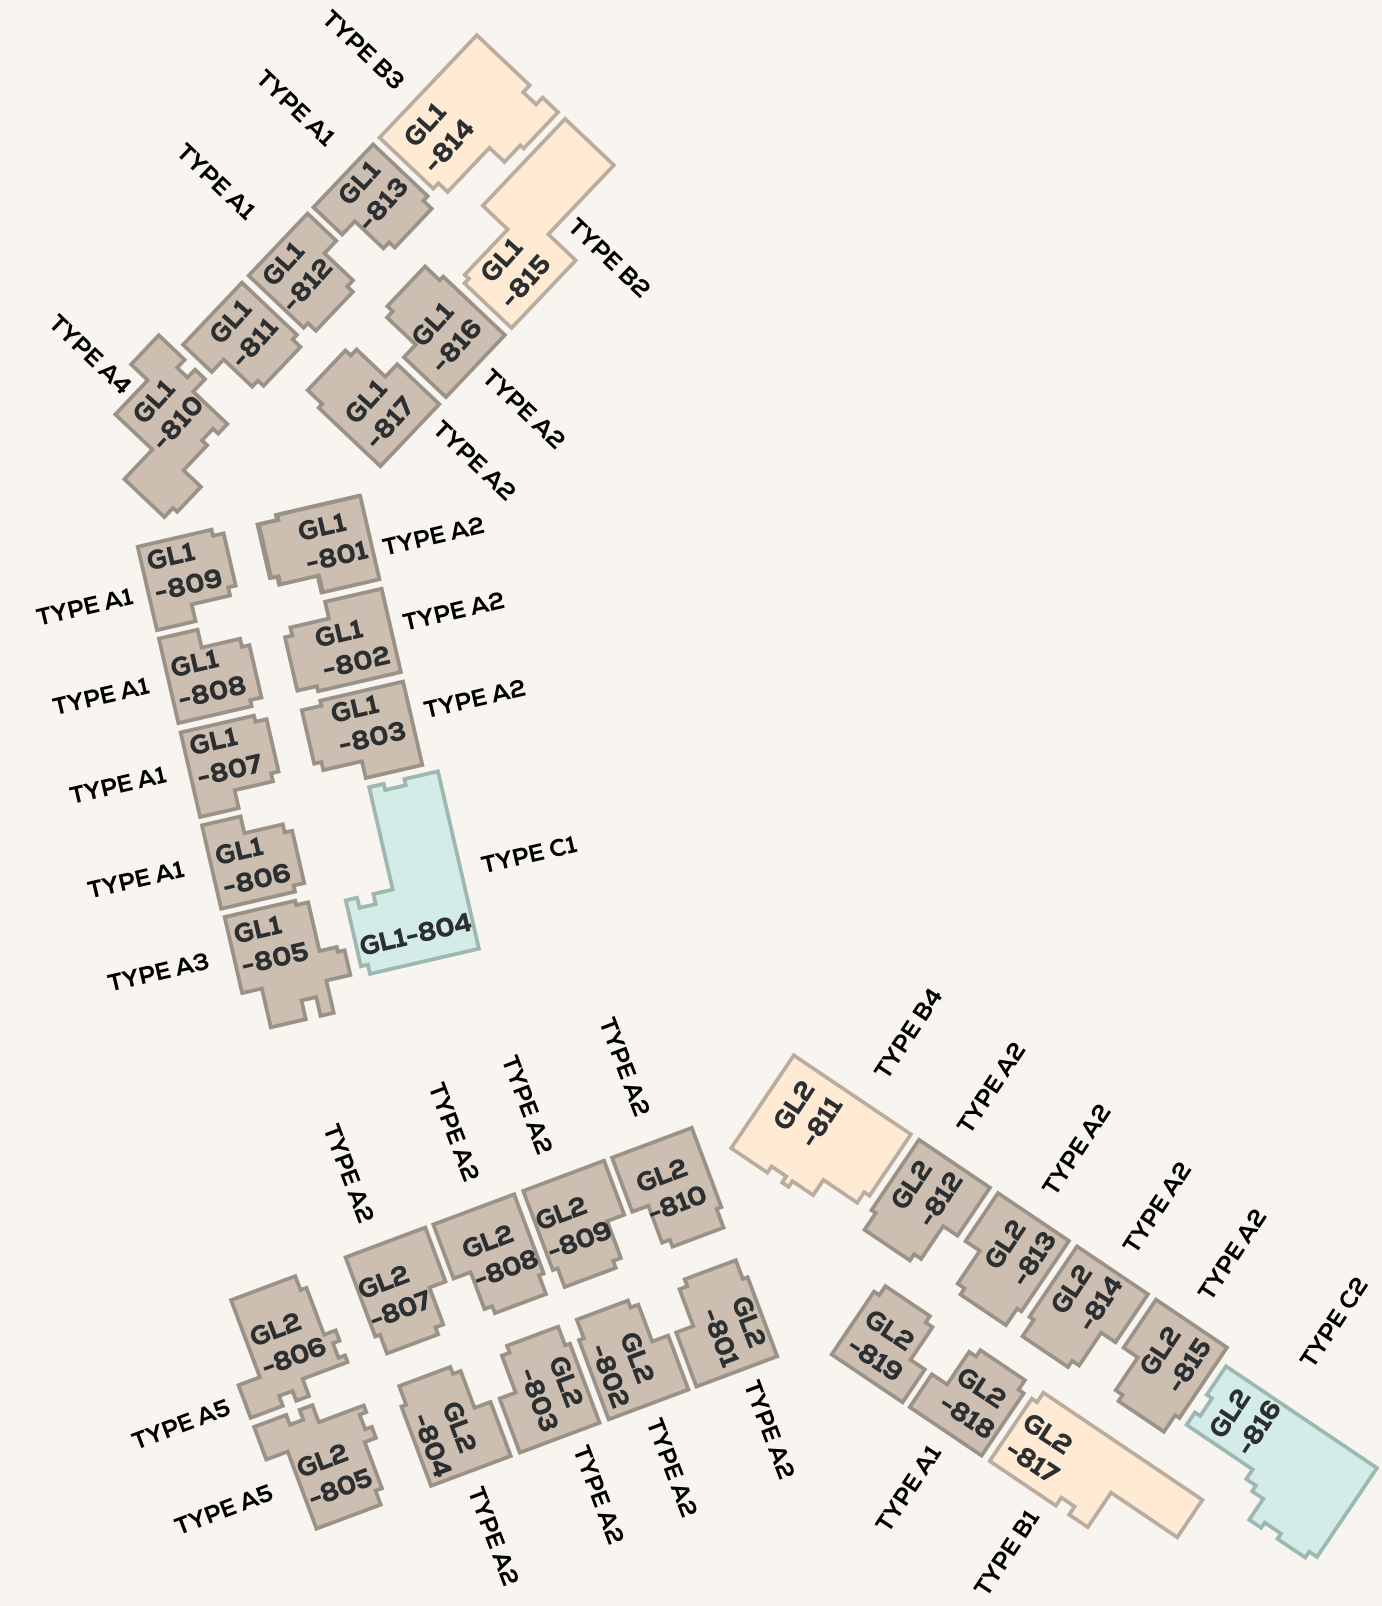 TYPE B3
GL1
-814
TYPE A1
GL1
-813
TYPE A1
GL1
-812
GL1
-811
TYPE A4
GL1
-810
GL1
-815
TYPE B2
GL1
-816
TYPE A2
GL1
-817
TYPE A2
GL1
-801
TYPE A2
GL1
-809
TYPE A1
GL1
-802
TYPE A2
GL1
-808
TYPE A1
GL1
-803
TYPE A2
GL1
-807
TYPE A1
GL1
-806
TYPE A1
TYPE C1
GL1-804
GL1
-805
TYPE A3
TYPE A2
TYPE A2
TYPE A2
TYPE A2
GL2
-810
GL2
-809
GL2
-808
GL2
-807
GL2
-806
TYPE A5
GL2
-805
TYPE A5
GL2
-804
TYPE A2
GL2
-803
TYPE A2
GL2
-802
TYPE A2
GL2
-801
TYPE A2
TYPE B4
GL2
-811
TYPE A2
GL2
-812
TYPE A2
GL2
-813
TYPE A2
GL2
-814
TYPE A2
GL2
-815
TYPE C2
GL2
-816
GL2
-819
GL2
-818
TYPE A1
GL2
-817
TYPE B1